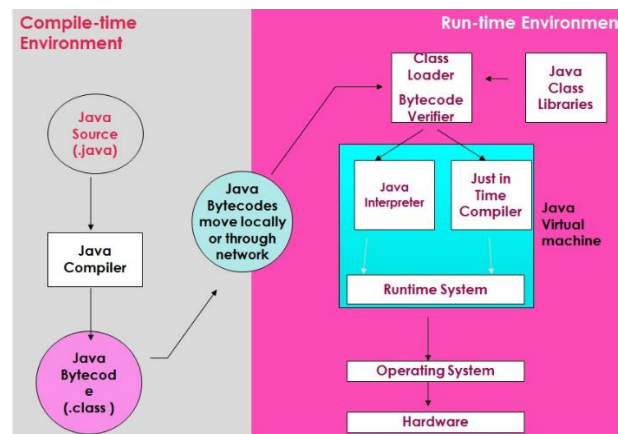 Compile-time
Environment
Run-time Environmen
Java
Source
(.java)
Java
Compiler
Java
Bytecod
e
(.class )
Java
Bytecodes
move locally
or through
network
Class
Loader
Bytecode
Verifier
Java
Class
Libraries
Java
Interpreter
Just in
Time
Compiler
Java
Virtual
machine
Runtime System
Operating System
Hardware